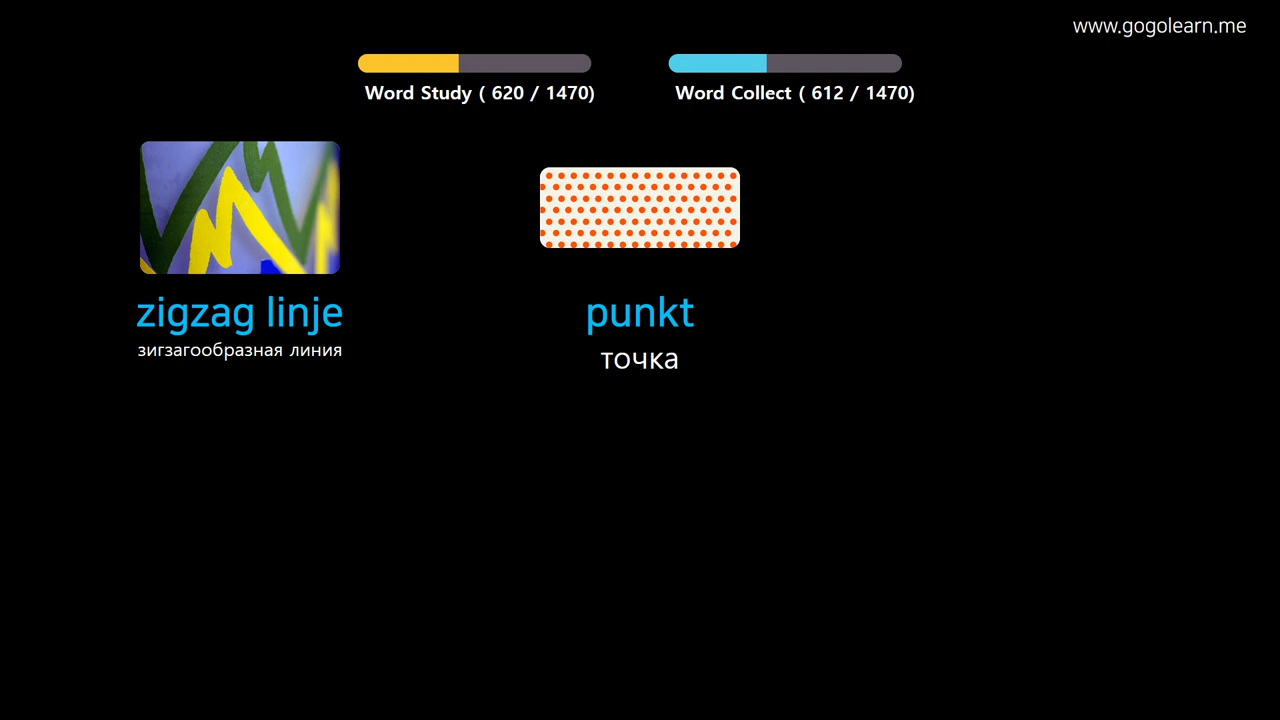 www.gogolearn.me
Word Study ( 620 / 1470)
Word Collect ( 612 / 1470)
zigzag linje
зигзагообразная линия
punkt
точка